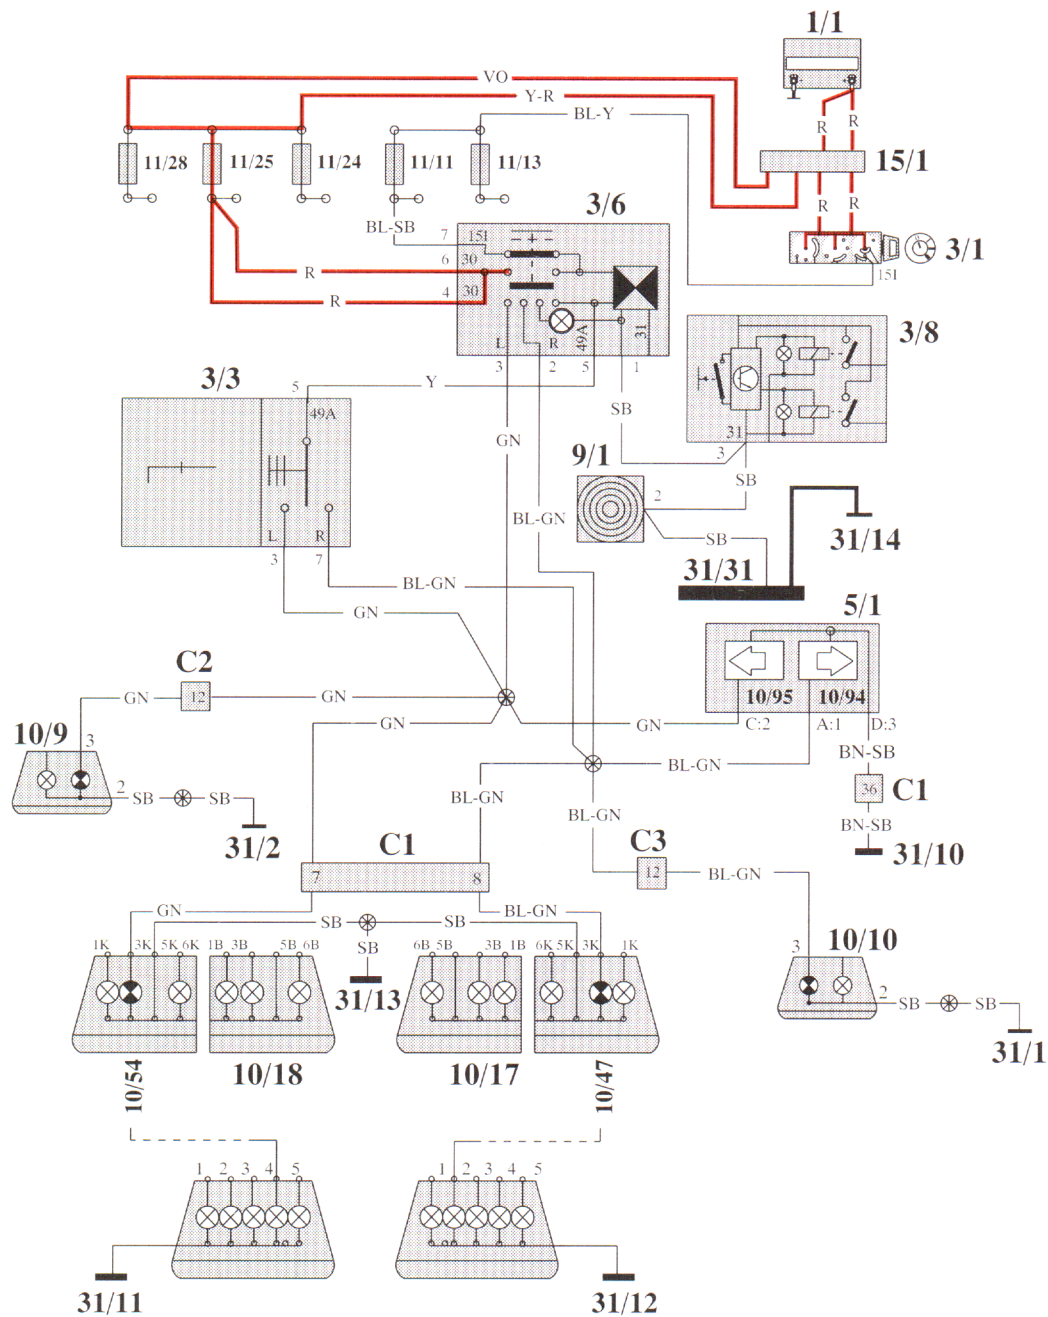 1/1
VO
Y-R
BL-Y
R
R
11/28
11/25
11/24
11/11
11/13
15/1
R
R
3/6
BL-SB
7
15I
6
30
4
30
R
R
3/1
15I
L
R
49A
31
3
2
5
1
3/8
31
3
3/3
5
Y
49A
SB
GN
9/1
2
SB
BL-GN
SB
31/14
31/31
L
R
3
7
BL-GN
GN
5/1
10/95
10/94
C:2
A:1
D:3
C2
GN
12
GN
GN
GN
10/9
3
2
SB
SB
31/2
BL-GN
BL-GN
BL-GN
BN-SB
36
C1
BN-SB
31/10
C1
7
8
C3
12
BL-GN
GN
SB
SB
BL-GN
SB
31/13
1K
3K
5K
6K
1B
3B
5B
6B
6B
5B
3B
1B
6K
5K
3K
1K
10/54
10/18
10/17
10/47
3
10/10
2
SB
SB
31/1
1
2
3
4
5
1
2
3
4
5
31/11
31/12